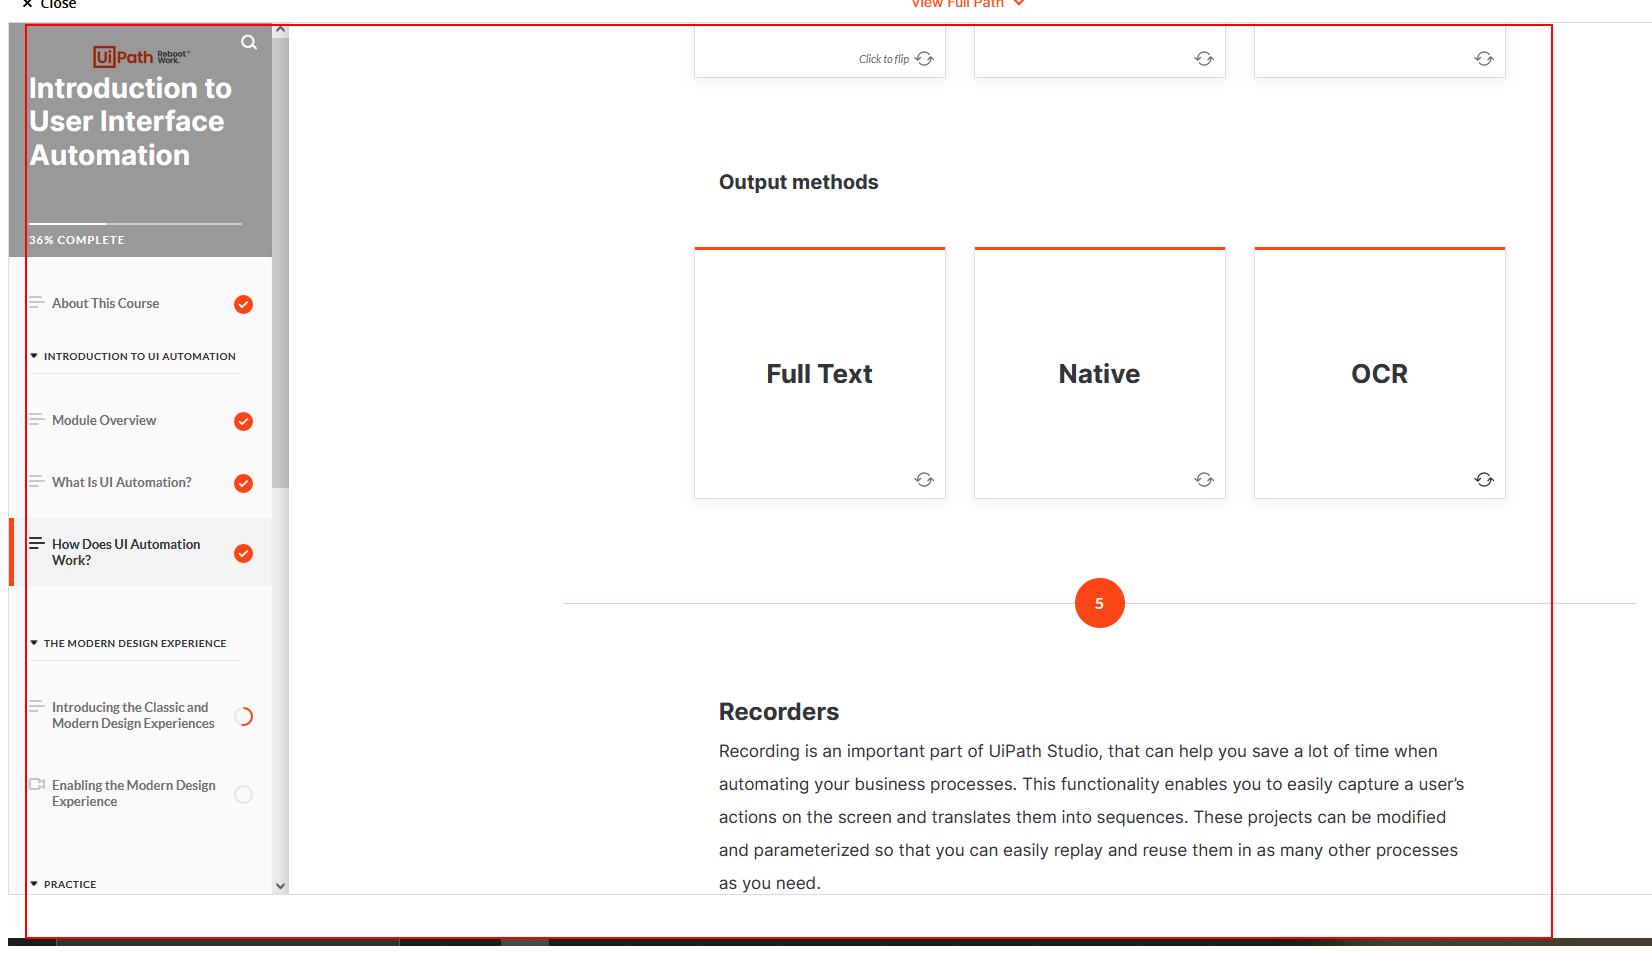 × Close
View Full Path
UiPath Reboot Work.™
Introduction to
User Interface
Automation
36% COMPLETE
About This Course
INTRODUCTION TO UI AUTOMATION
Module Overview
What Is UI Automation?
How Does UI Automation
Work?
THE MODERN DESIGN EXPERIENCE
Introducing the Classic and
Modern Design Experiences
Enabling the Modern Design
Experience
PRACTICE
Click to flip
Output methods
Full Text
Native
OCR
5
Recorders
Recording is an important part of UiPath Studio, that can help you save a lot of time when
automating your business processes. This functionality enables you to easily capture a user’s
actions on the screen and translates them into sequences. These projects can be modified
and parameterized so that you can easily replay and reuse them in as many other processes
as you need.